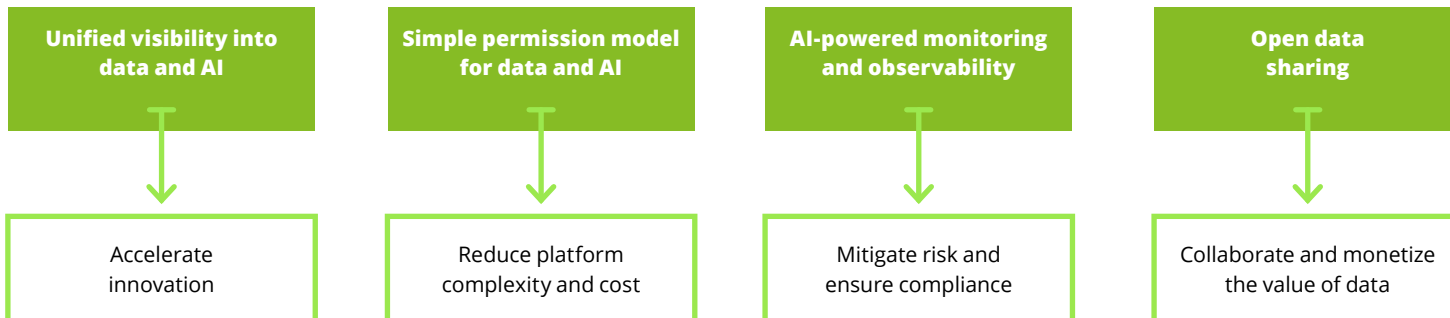 Unified visibility into
data and AI
Simple permission model
for data and AI
AI-powered monitoring
and observability
Open data
sharing
Accelerate
innovation
Reduce platform
complexity and cost
Mitigate risk and
ensure compliance
Collaborate and monetize
the value of data